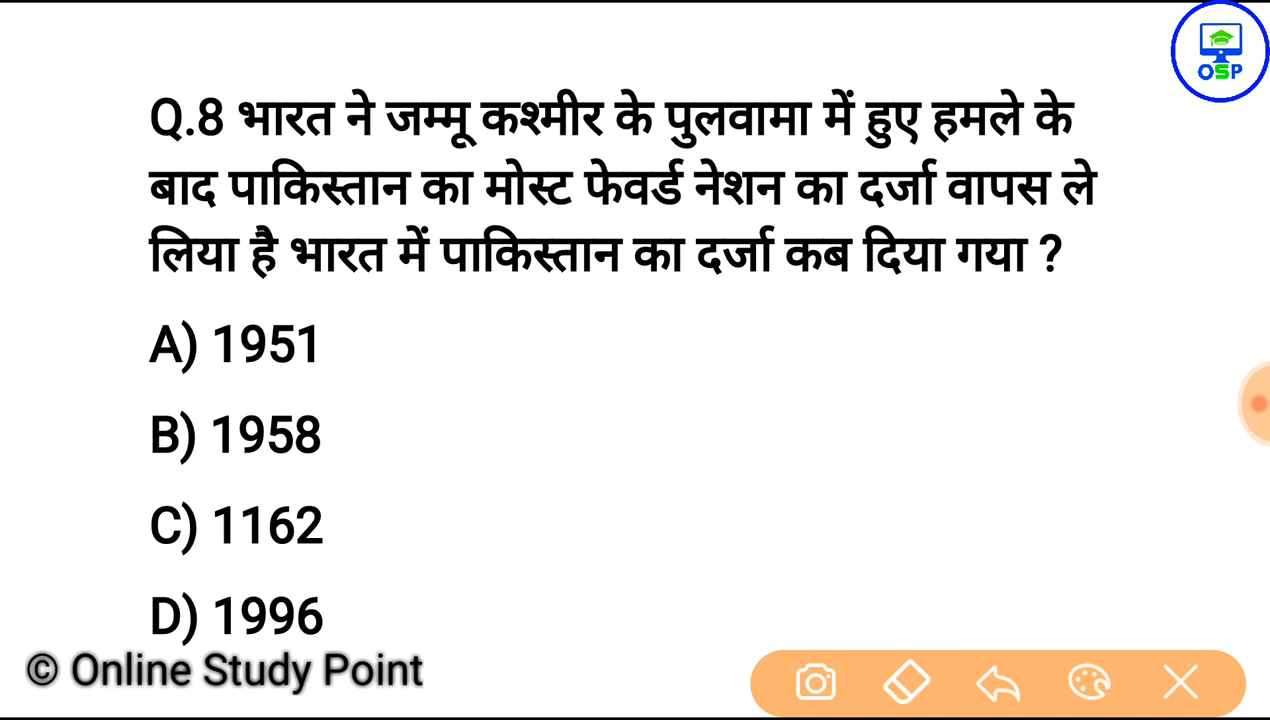 OSP
Q.8 भारत ने जम्मू कश्मीर के पुलवामा में हुए हमले के
बाद पाकिस्तान का मोस्ट फेवर्ड नेशन का दर्जा वापस ले
लिया है भारत में पाकिस्तान का दर्जा कब दिया गया ?
A) 1951
B) 1958
C) 1162
D) 1996
© Online Study Point